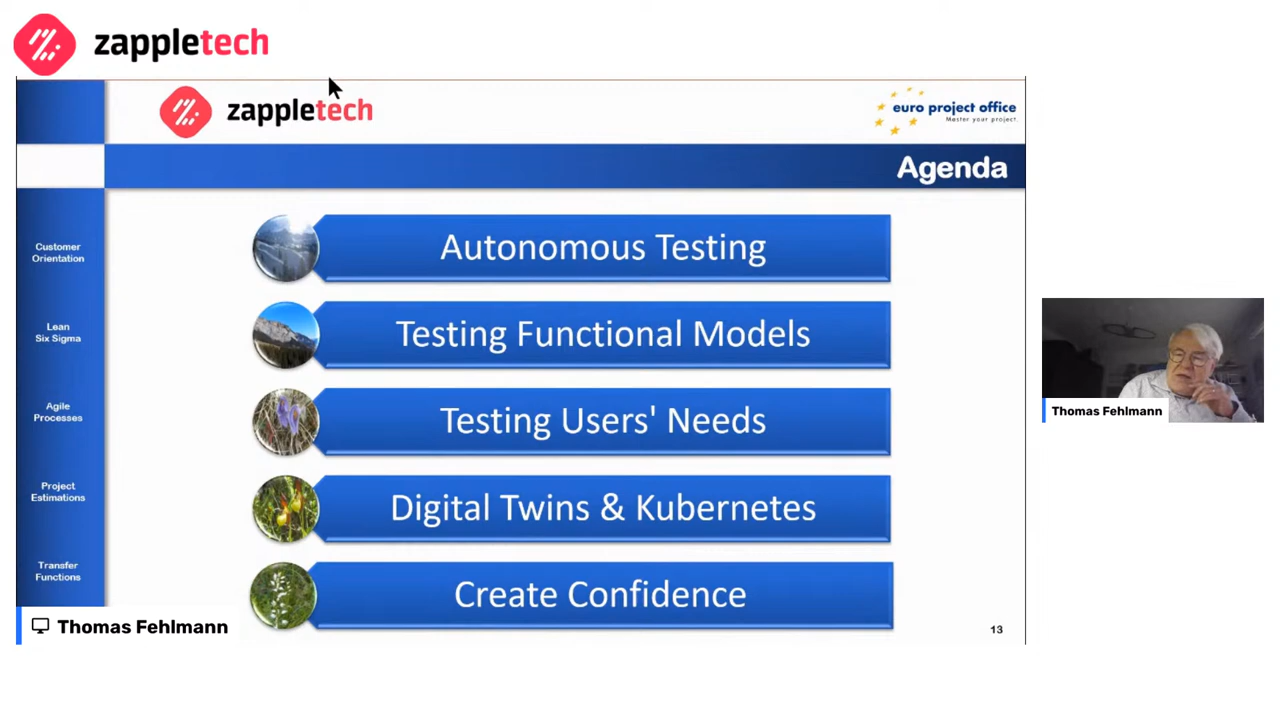 zappletech
zappletech
euro project office
Master your project.
Agenda
Customer
Orientation
Lean
Six Sigma
Agile
Processes
Project
Estimations
Transfer
Functions
Autonomous Testing
Testing Functional Models
Testing Users' Needs
Digital Twins & Kubernetes
Create Confidence
13
Thomas Fehlmann
Thomas Fehlmann